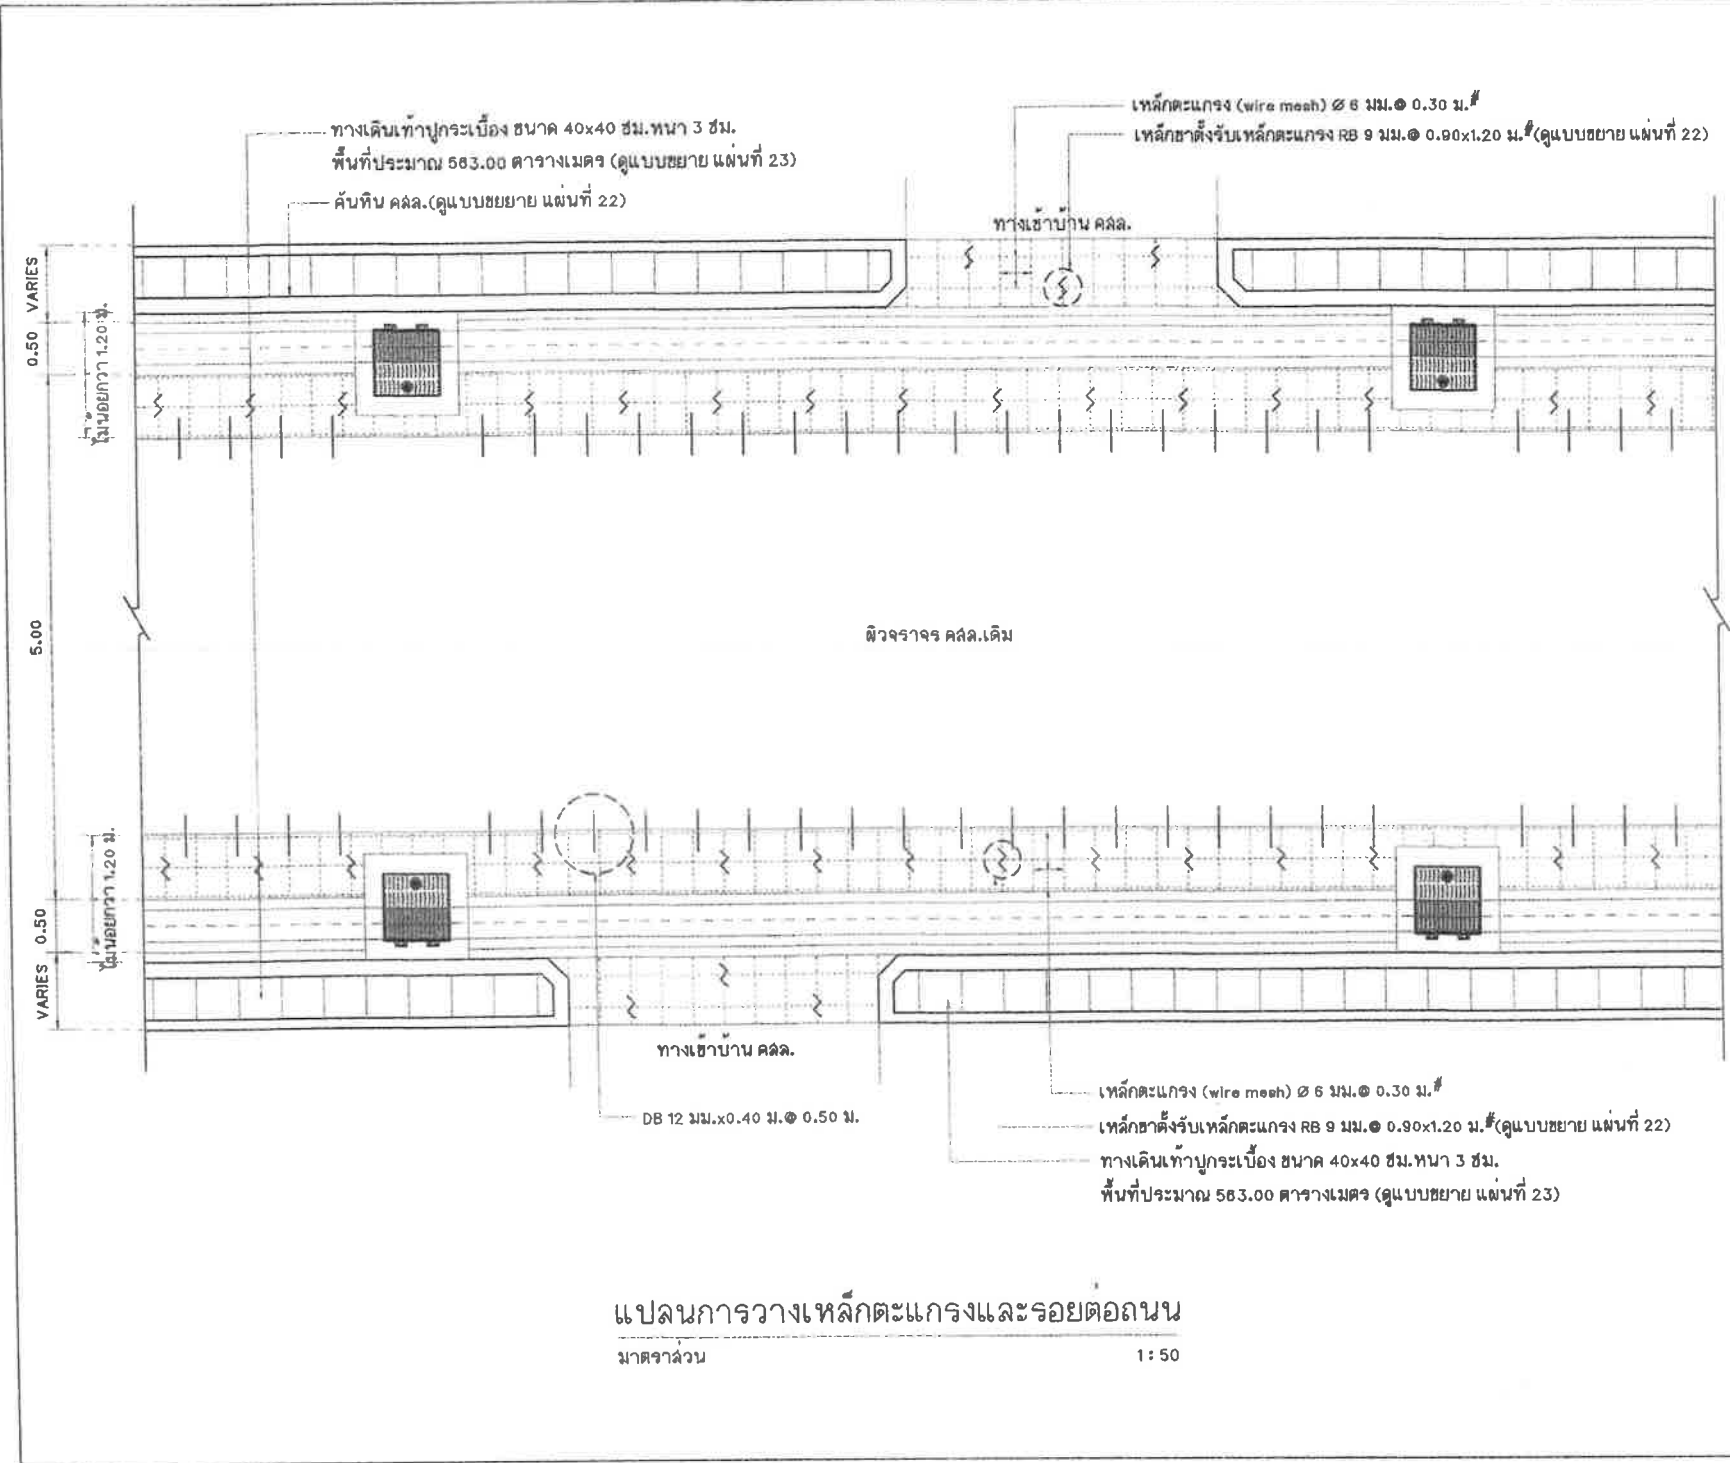 เหล็กตะแกรง (wire mesh) Ø 6 มม.@ 0.30 ม.#
เหล็กขาตั้งรับเหล็กตะแกรง RB 9 มม.@ 0.90x1.20 ม.#(ดูแบบขยาย แผ่นที่ 22)
ทางเดินเท้าปูกระเบื้อง ขนาด 40x40 ซม.หนา 3 ซม.
พื้นที่ประมาณ 563.00 ตารางเมตร (ดูแบบขยาย แผ่นที่ 23)
คันหิน คสล.(ดูแบบขยยาย แผ่นที่ 22)
ทางเข้าบ้าน คสล.
VARIES
0.50
ไม่น้อยกว่า 1.20 ม.
5.00
ผิวจราจร คสล.เดิม
ไม่น้อยกว่า 1.20 ม.
0.50
VARIES
ทางเข้าบ้าน คสล.
DB 12 มม.x0.40 ม.@ 0.50 ม.
เหล็กตะแกรง (wire mesh) Ø 6 มม.@ 0.30 ม.#
เหล็กขาตั้งรับเหล็กตะแกรง RB 9 มม.@ 0.90x1.20 ม.#(ดูแบบขยาย แผ่นที่ 22)
ทางเดินเท้าปูกระเบื้อง ขนาด 40x40 ซม.หนา 3 ซม.
พื้นที่ประมาณ 563.00 ตารางเมตร (ดูแบบขยาย แผ่นที่ 23)
แปลนการวางเหล็กตะแกรงและรอยต่อถนน
มาตราส่วน 1:50